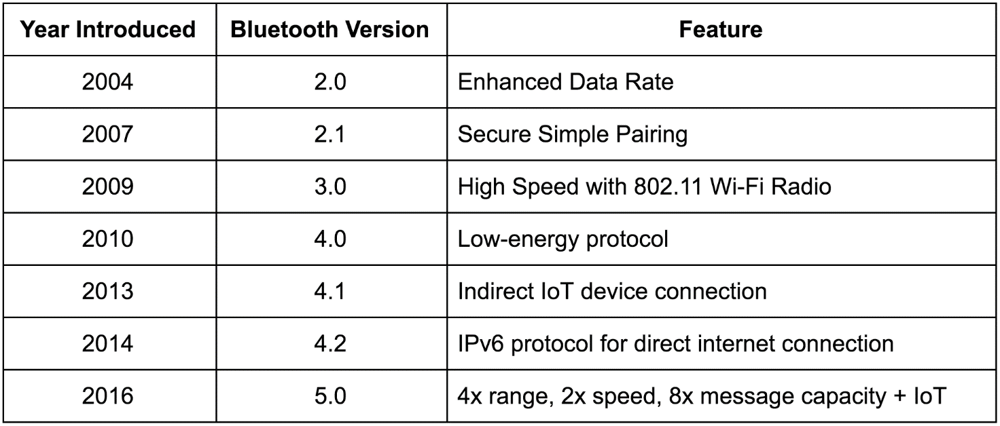 Year Introduced Bluetooth Version Feature
2004 2.0 Enhanced Data Rate
2007 2.1 Secure Simple Pairing
2009 3.0 High Speed with 802.11 Wi-Fi Radio
2010 4.0 Low-energy protocol
2013 4.1 Indirect IoT device connection
2014 4.2 IPv6 protocol for direct internet connection
2016 5.0 4x range, 2x speed, 8x message capacity + IoT